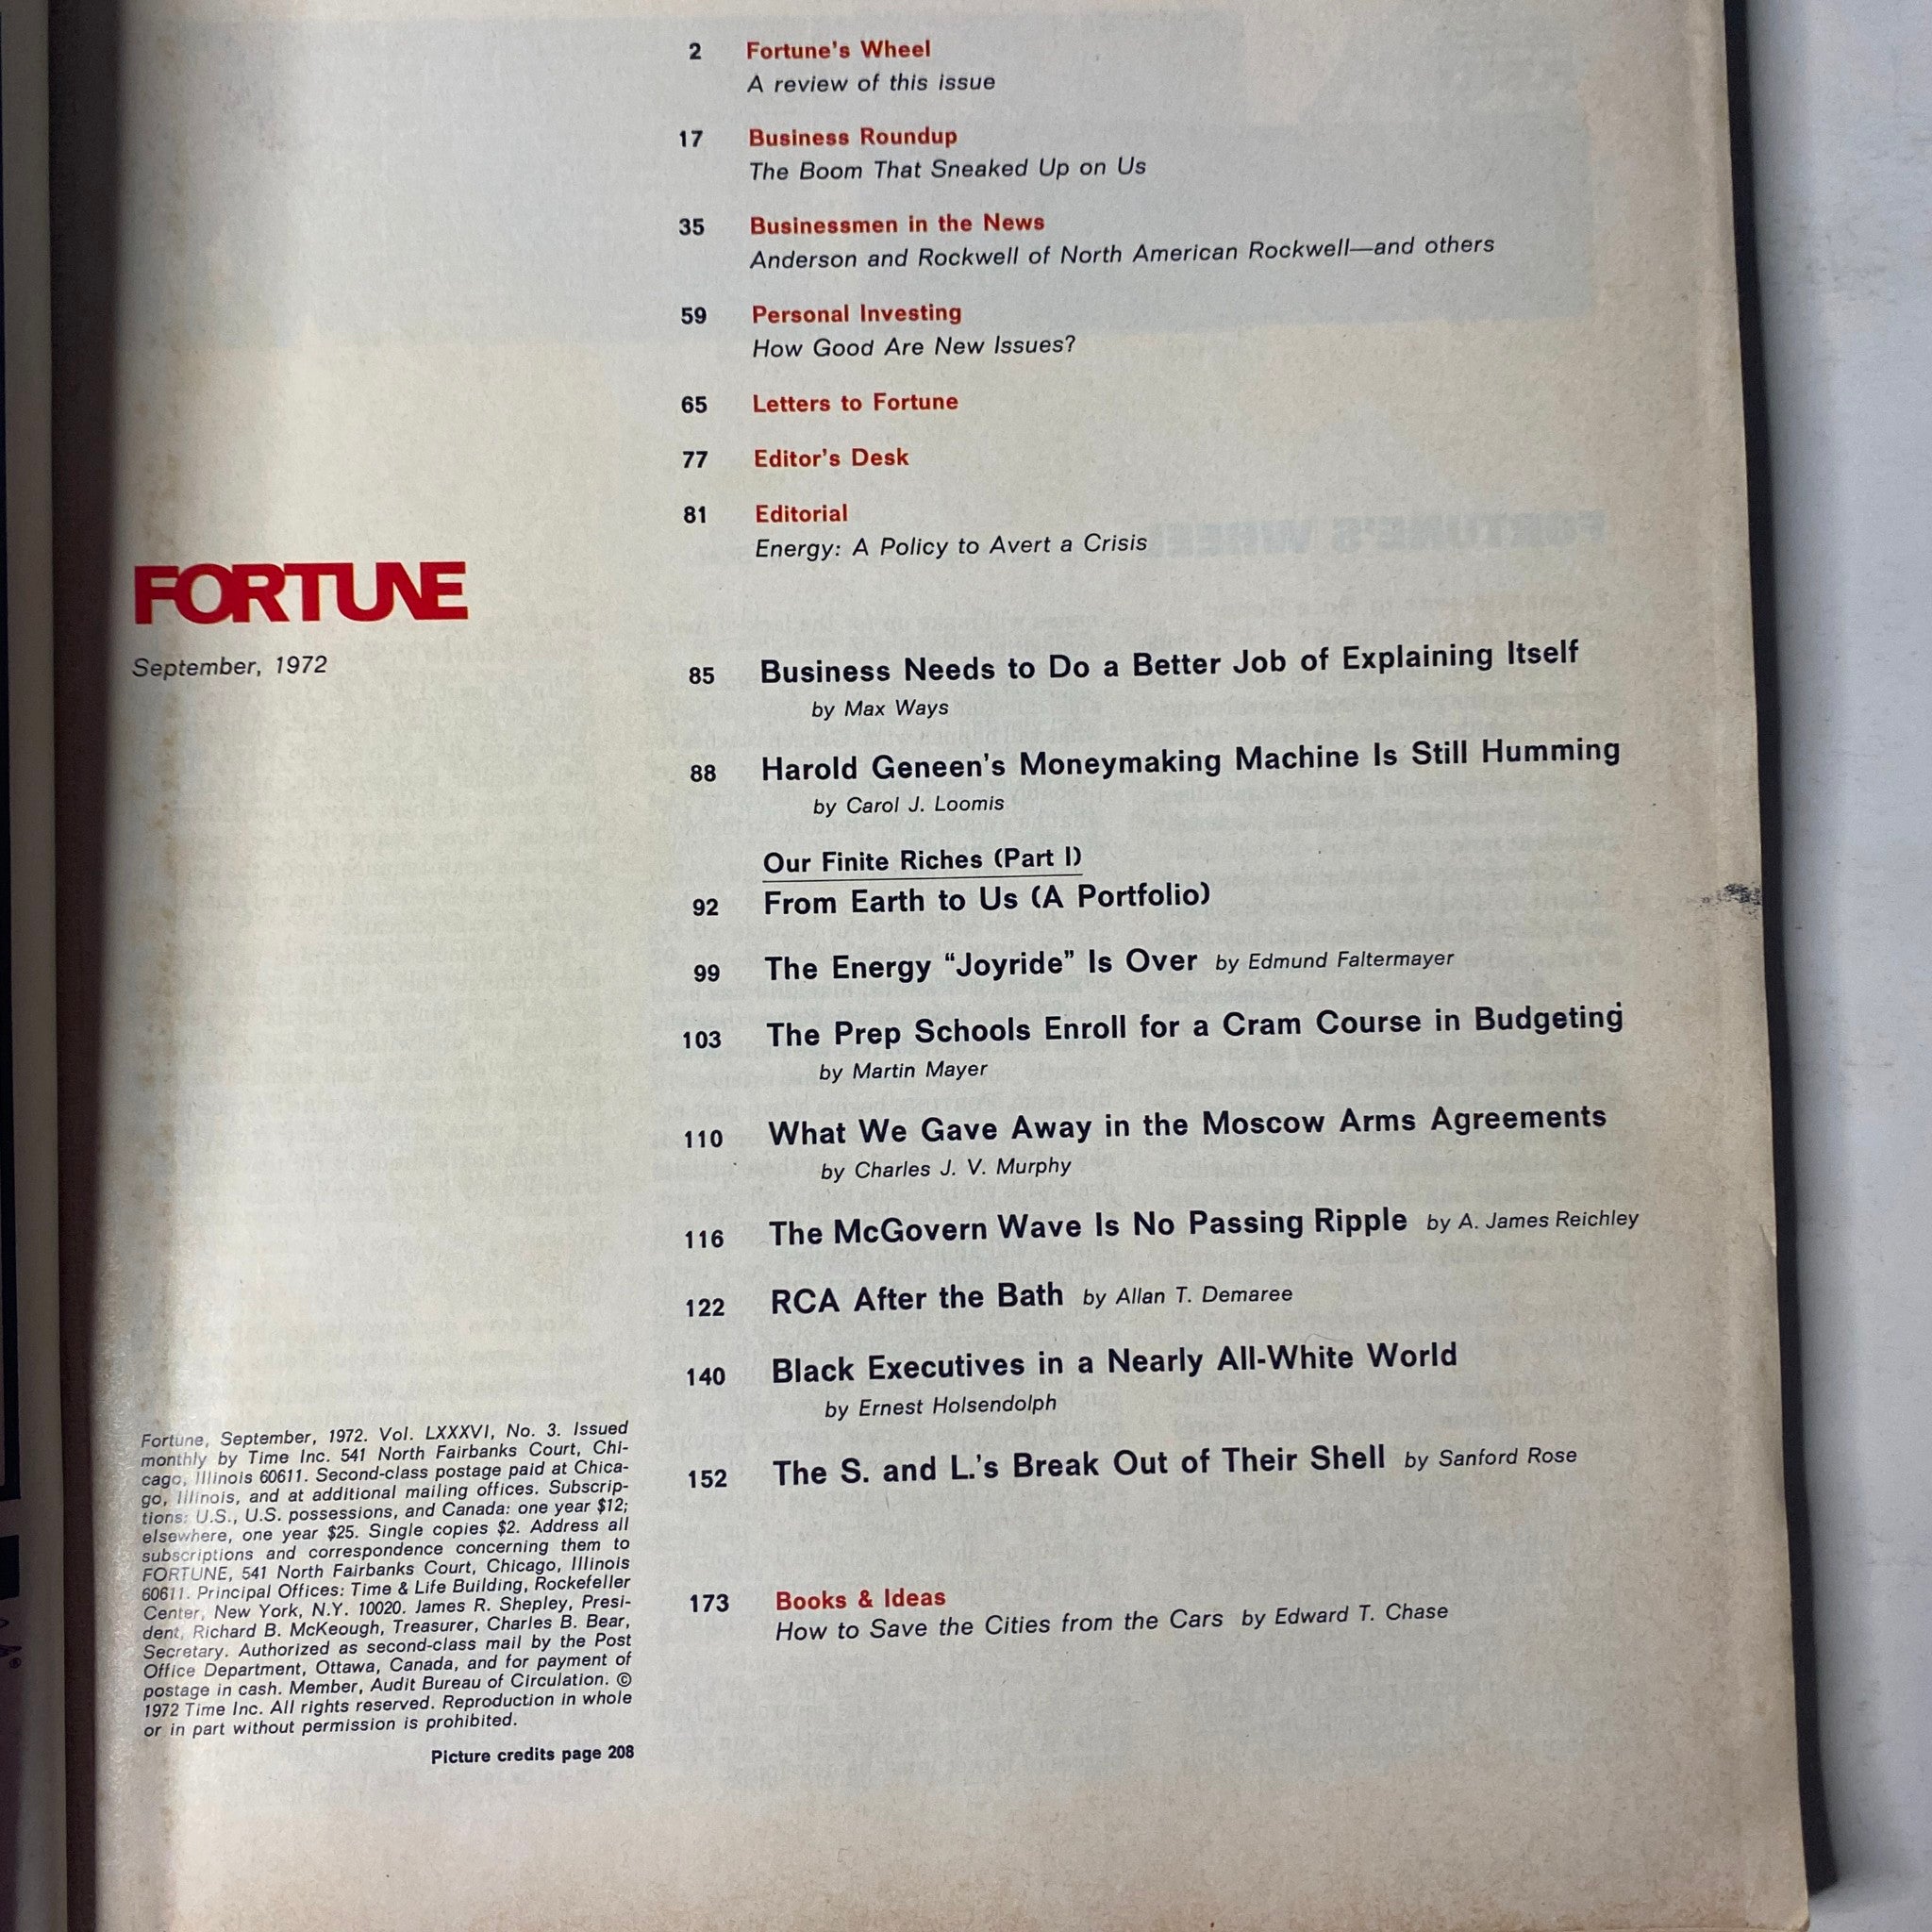 2 Fortune's Wheel
A review of this issue
17 Business Roundup
The Boom That Sneaked Up on Us
35 Businessmen in the News
Anderson and Rockwell of North American Rockwell—and others
59 Personal Investing
How Good Are New Issues?
65 Letters to Fortune
77 Editor's Desk
81 Editorial
Energy: A Policy to Avert a Crisis
FORTUNE
September, 1972
85 Business Needs to Do a Better Job of Explaining Itself
by Max Ways
88 Harold Geneen's Moneymaking Machine Is Still Humming
by Carol J. Loomis
Our Finite Riches (Part I)
92 From Earth to Us (A Portfolio)
99 The Energy “Joyride” Is Over by Edmund Faltermayer
103 The Prep Schools Enroll for a Cram Course in Budgeting
by Martin Mayer
110 What We Gave Away in the Moscow Arms Agreements
by Charles J. V. Murphy
116 The McGovern Wave Is No Passing Ripple by A. James Reichley
122 RCA After the Bath by Allan T. Demaree
140 Black Executives in a Nearly All-White World
by Ernest Holsendolph
152 The S. and L.'s Break Out of Their Shell by Sanford Rose
173 Books & Ideas
How to Save the Cities from the Cars by Edward T. Chase
Fortune, September, 1972. Vol. LXXXVI, No. 3. Issued
monthly by Time Inc. 541 North Fairbanks Court, Chi-
cago, Illinois 60611. Second-class postage paid at Chica-
go, Illinois, and at additional mailing offices. Subscrip-
tions: U.S., U.S. possessions, and Canada: one year $12;
elsewhere, one year $25. Single copies $2. Address all
subscriptions and correspondence concerning them to
FORTUNE, 541 North Fairbanks Court, Chicago, Illinois
60611. Principal Offices: Time & Life Building, Rockefeller
Center, New York, N.Y. 10020. James R. Shepley, Presi-
dent, Richard B. McKeough, Treasurer, Charles B. Bear,
Secretary. Authorized as second-class mail by the Post
Office Department, Ottawa, Canada, and for payment of
postage in cash. Member, Audit Bureau of Circulation. ©
1972 Time Inc. All rights reserved. Reproduction in whole
or in part without permission is prohibited.
Picture credits page 208